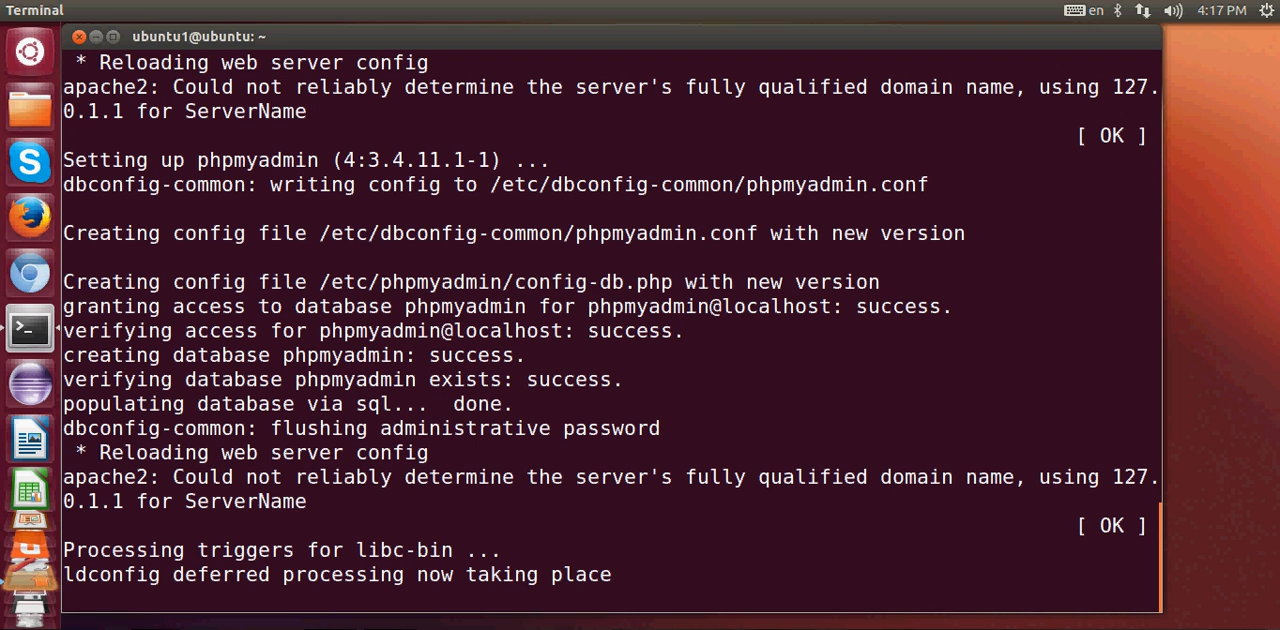 Terminal
en
4:17 PM
ubuntu1@ubuntu: ~
 * Reloading web server config
apache2: Could not reliably determine the server's fully qualified domain name, using 127.
0.1.1 for ServerName
[ OK ]
Setting up phpmyadmin (4:3.4.11.1-1) ...
dbconfig-common: writing config to /etc/dbconfig-common/phpmyadmin.conf
Creating config file /etc/dbconfig-common/phpmyadmin.conf with new version
Creating config file /etc/phpmyadmin/config-db.php with new version
granting access to database phpmyadmin for phpmyadmin@localhost: success.
verifying access for phpmyadmin@localhost: success.
creating database phpmyadmin: success.
verifying database phpmyadmin exists: success.
populating database via sql...  done.
dbconfig-common: flushing administrative password
 * Reloading web server config
apache2: Could not reliably determine the server's fully qualified domain name, using 127.
0.1.1 for ServerName
[ OK ]
Processing triggers for libc-bin ...
ldconfig deferred processing now taking place